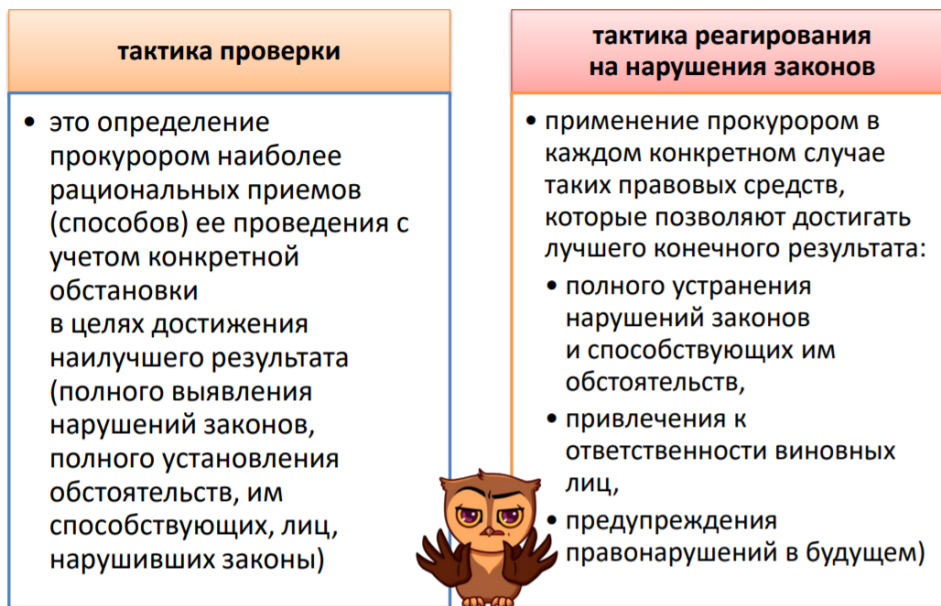 тактика проверки
• это определение
прокурором наиболее
рациональных приемов
(способов) ее проведения с
учетом конкретной
обстановки
в целях достижения
наилучшего результата
(полного выявления
нарушений законов,
полного установления
обстоятельств, им
способствующих, лиц,
нарушивших законы)
тактика реагирования
на нарушения законов
• применение прокурором в
каждом конкретном случае
таких правовых средств,
которые позволяют достигать
лучшего конечного результата:
• полного устранения
нарушений законов
и способствующих им
обстоятельств,
• привлечения к
ответственности виновных
лиц,
• предупреждения
правонарушений в будущем)